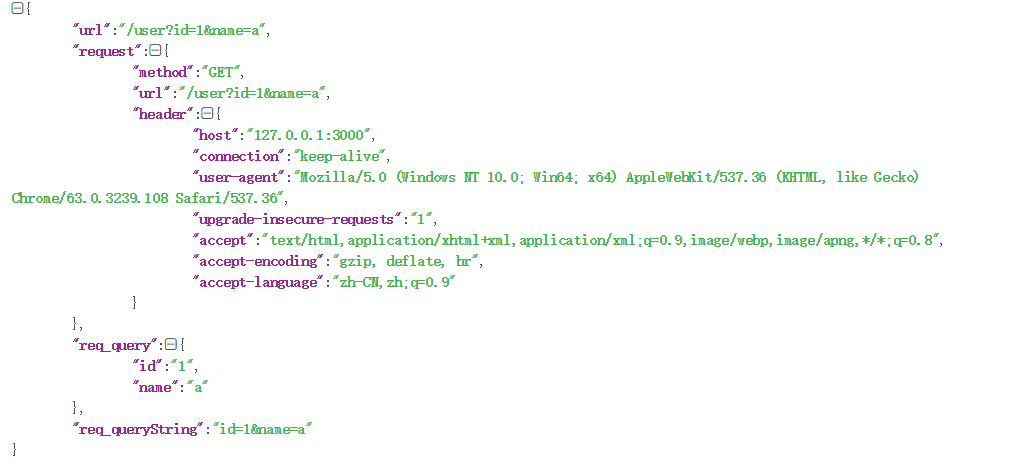 {
"url":"/user?id=1&name=a",
"request":{
"method":"GET",
"url":"/user?id=1&name=a",
"header":{
"host":"127.0.0.1:3000",
"connection":"keep-alive",
"user-agent":"Mozilla/5.0 (Windows NT 10.0; Win64; x64) AppleWebKit/537.36 (KHTML, like Gecko)
Chrome/63.0.3239.108 Safari/537.36",
"upgrade-insecure-requests":"1",
"accept":"text/html,application/xhtml+xml,application/xml;q=0.9,image/webp,image/apng,*/*;q=0.8",
"accept-encoding":"gzip, deflate, br",
"accept-language":"zh-CN,zh;q=0.9"
}
},
"req_query":{
"id":"1",
"name":"a"
},
"req_queryString":"id=1&name=a"
}